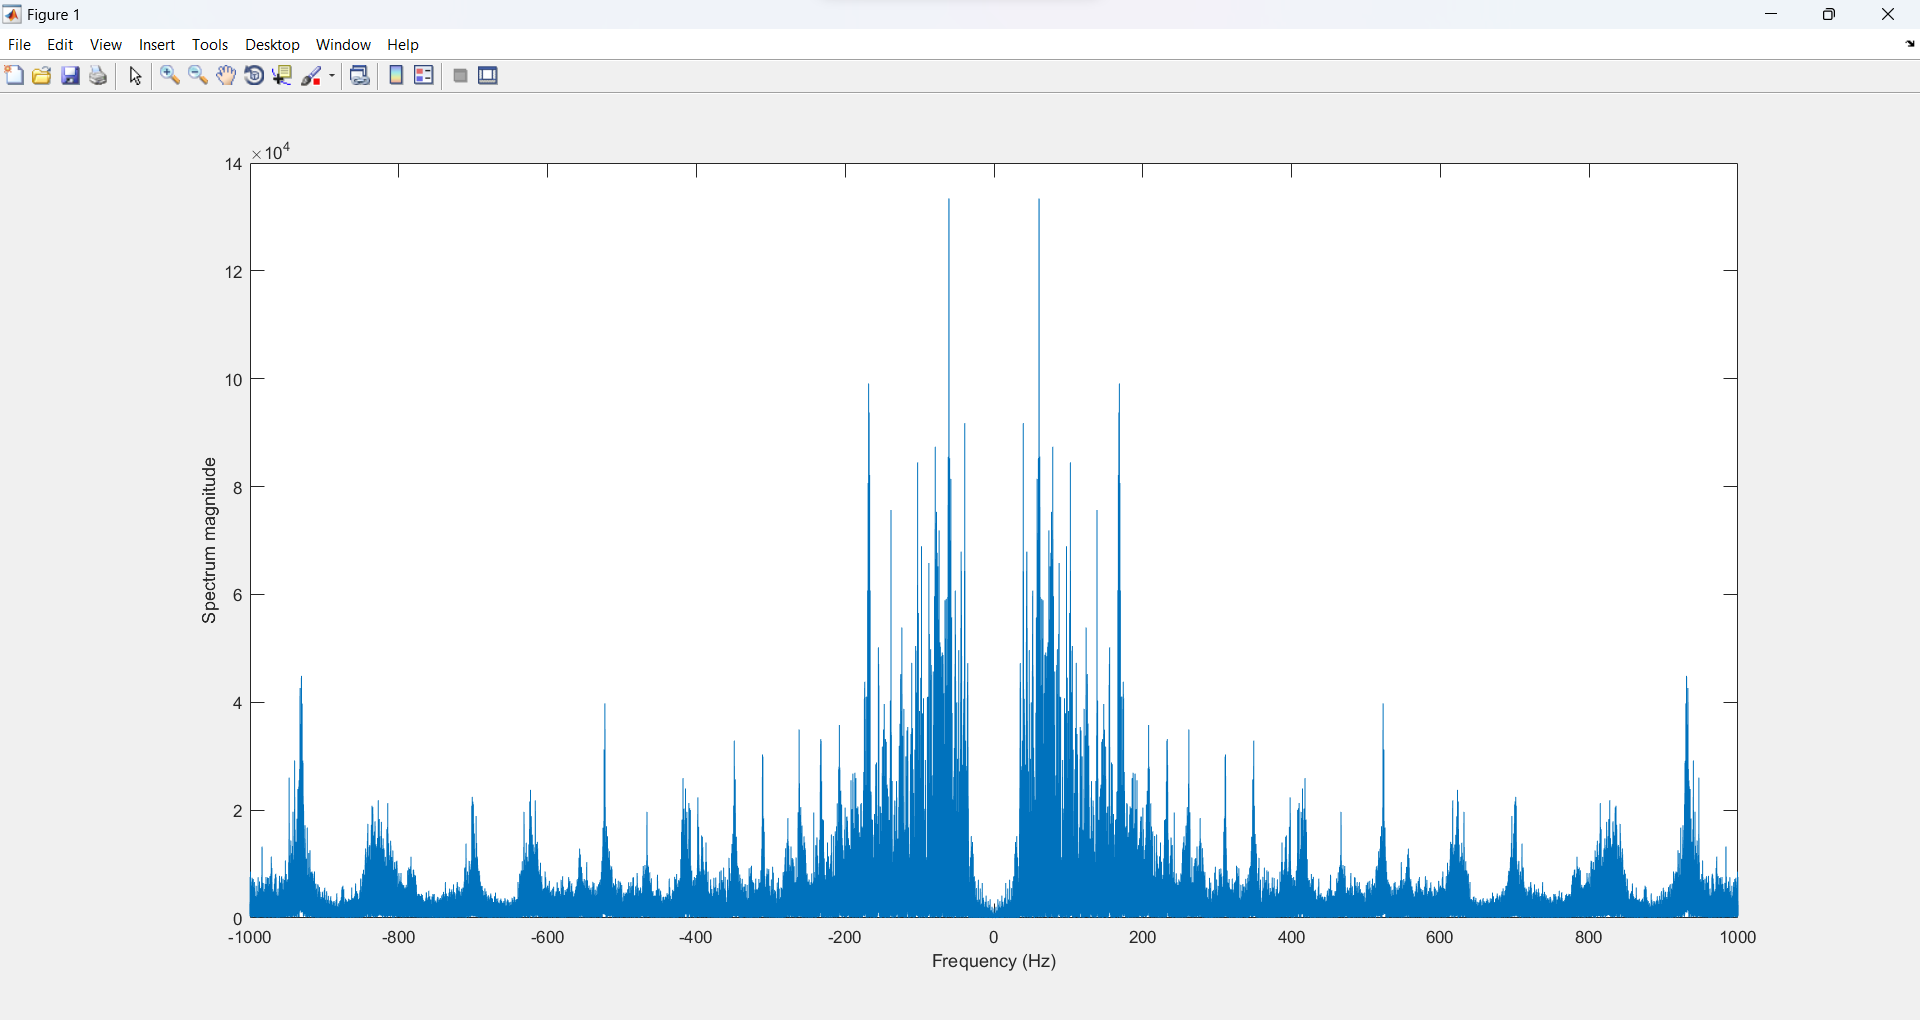 Figure 1
File Edit View Insert Tools Desktop Window Help
×10^4
14
12
10
8
6
4
2
0
Spectrum magnitude
-1000 -800 -600 -400 -200 0 200 400 600 800 1000
Frequency (Hz)